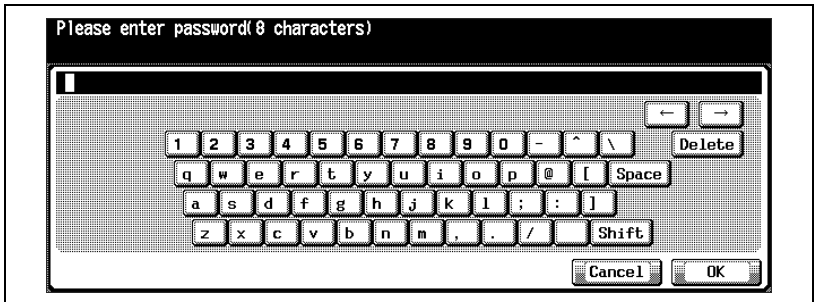 Please enter password(8 characters)
← →
1 2 3 4 5 6 7 8 9 0 - ^ \ Delete
q w e r t y u i o p @ [ Space
a s d f g h j k l ; : ]
z x c v b n m , . / Shift
Cancel OK